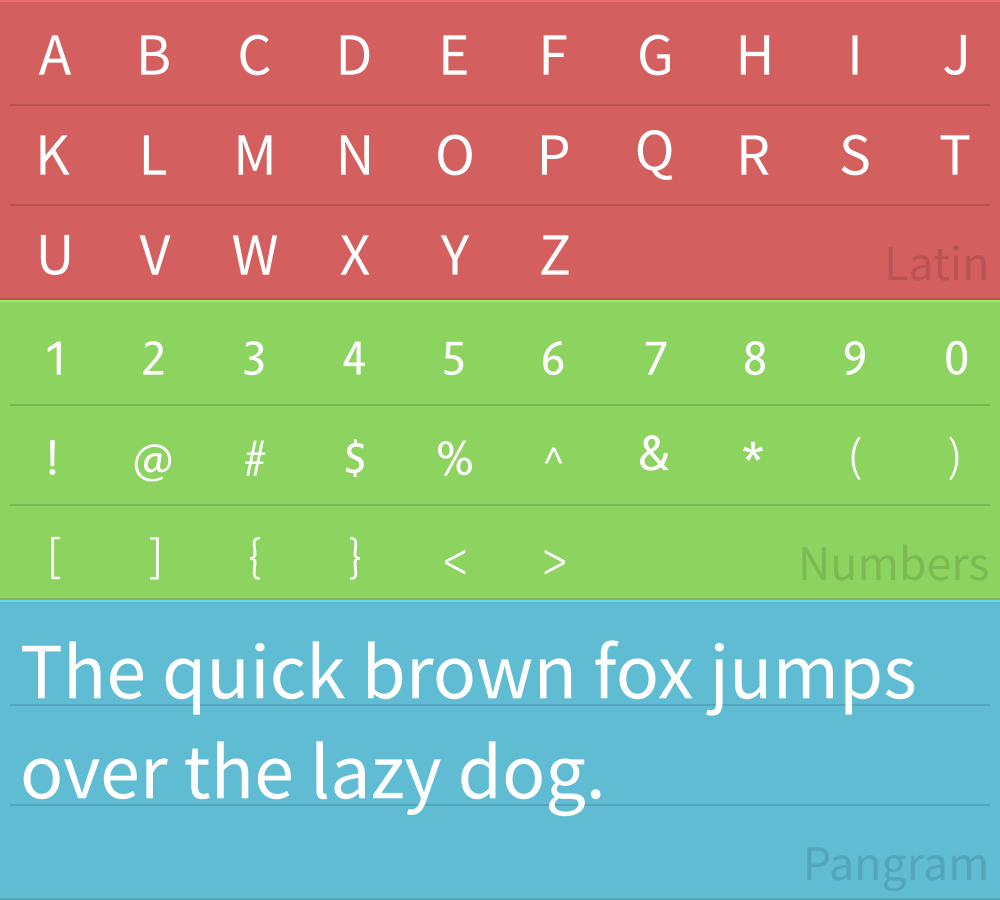 A B C D E F G H I J
K L M N O P Q R S T
U V W X Y Z
Latin
1 2 3 4 5 6 7 8 9 0
! @ # $ % ^ & * ( )
[ ] { } < >
Numbers
The quick brown fox jumps
over the lazy dog.
Pangram